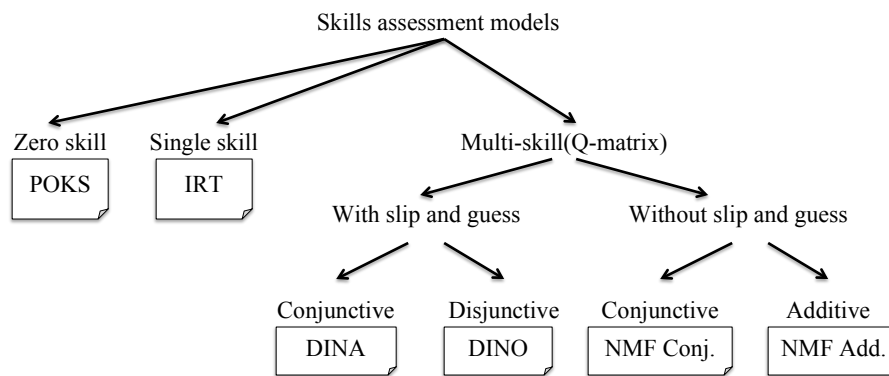 Skills assessment models
Zero skill
Single skill
Multi-skill(Q-matrix)
POKS
IRT
With slip and guess
Without slip and guess
Conjunctive
Disjunctive
Conjunctive
Additive
DINA
DINO
NMF Conj.
NMF Add.